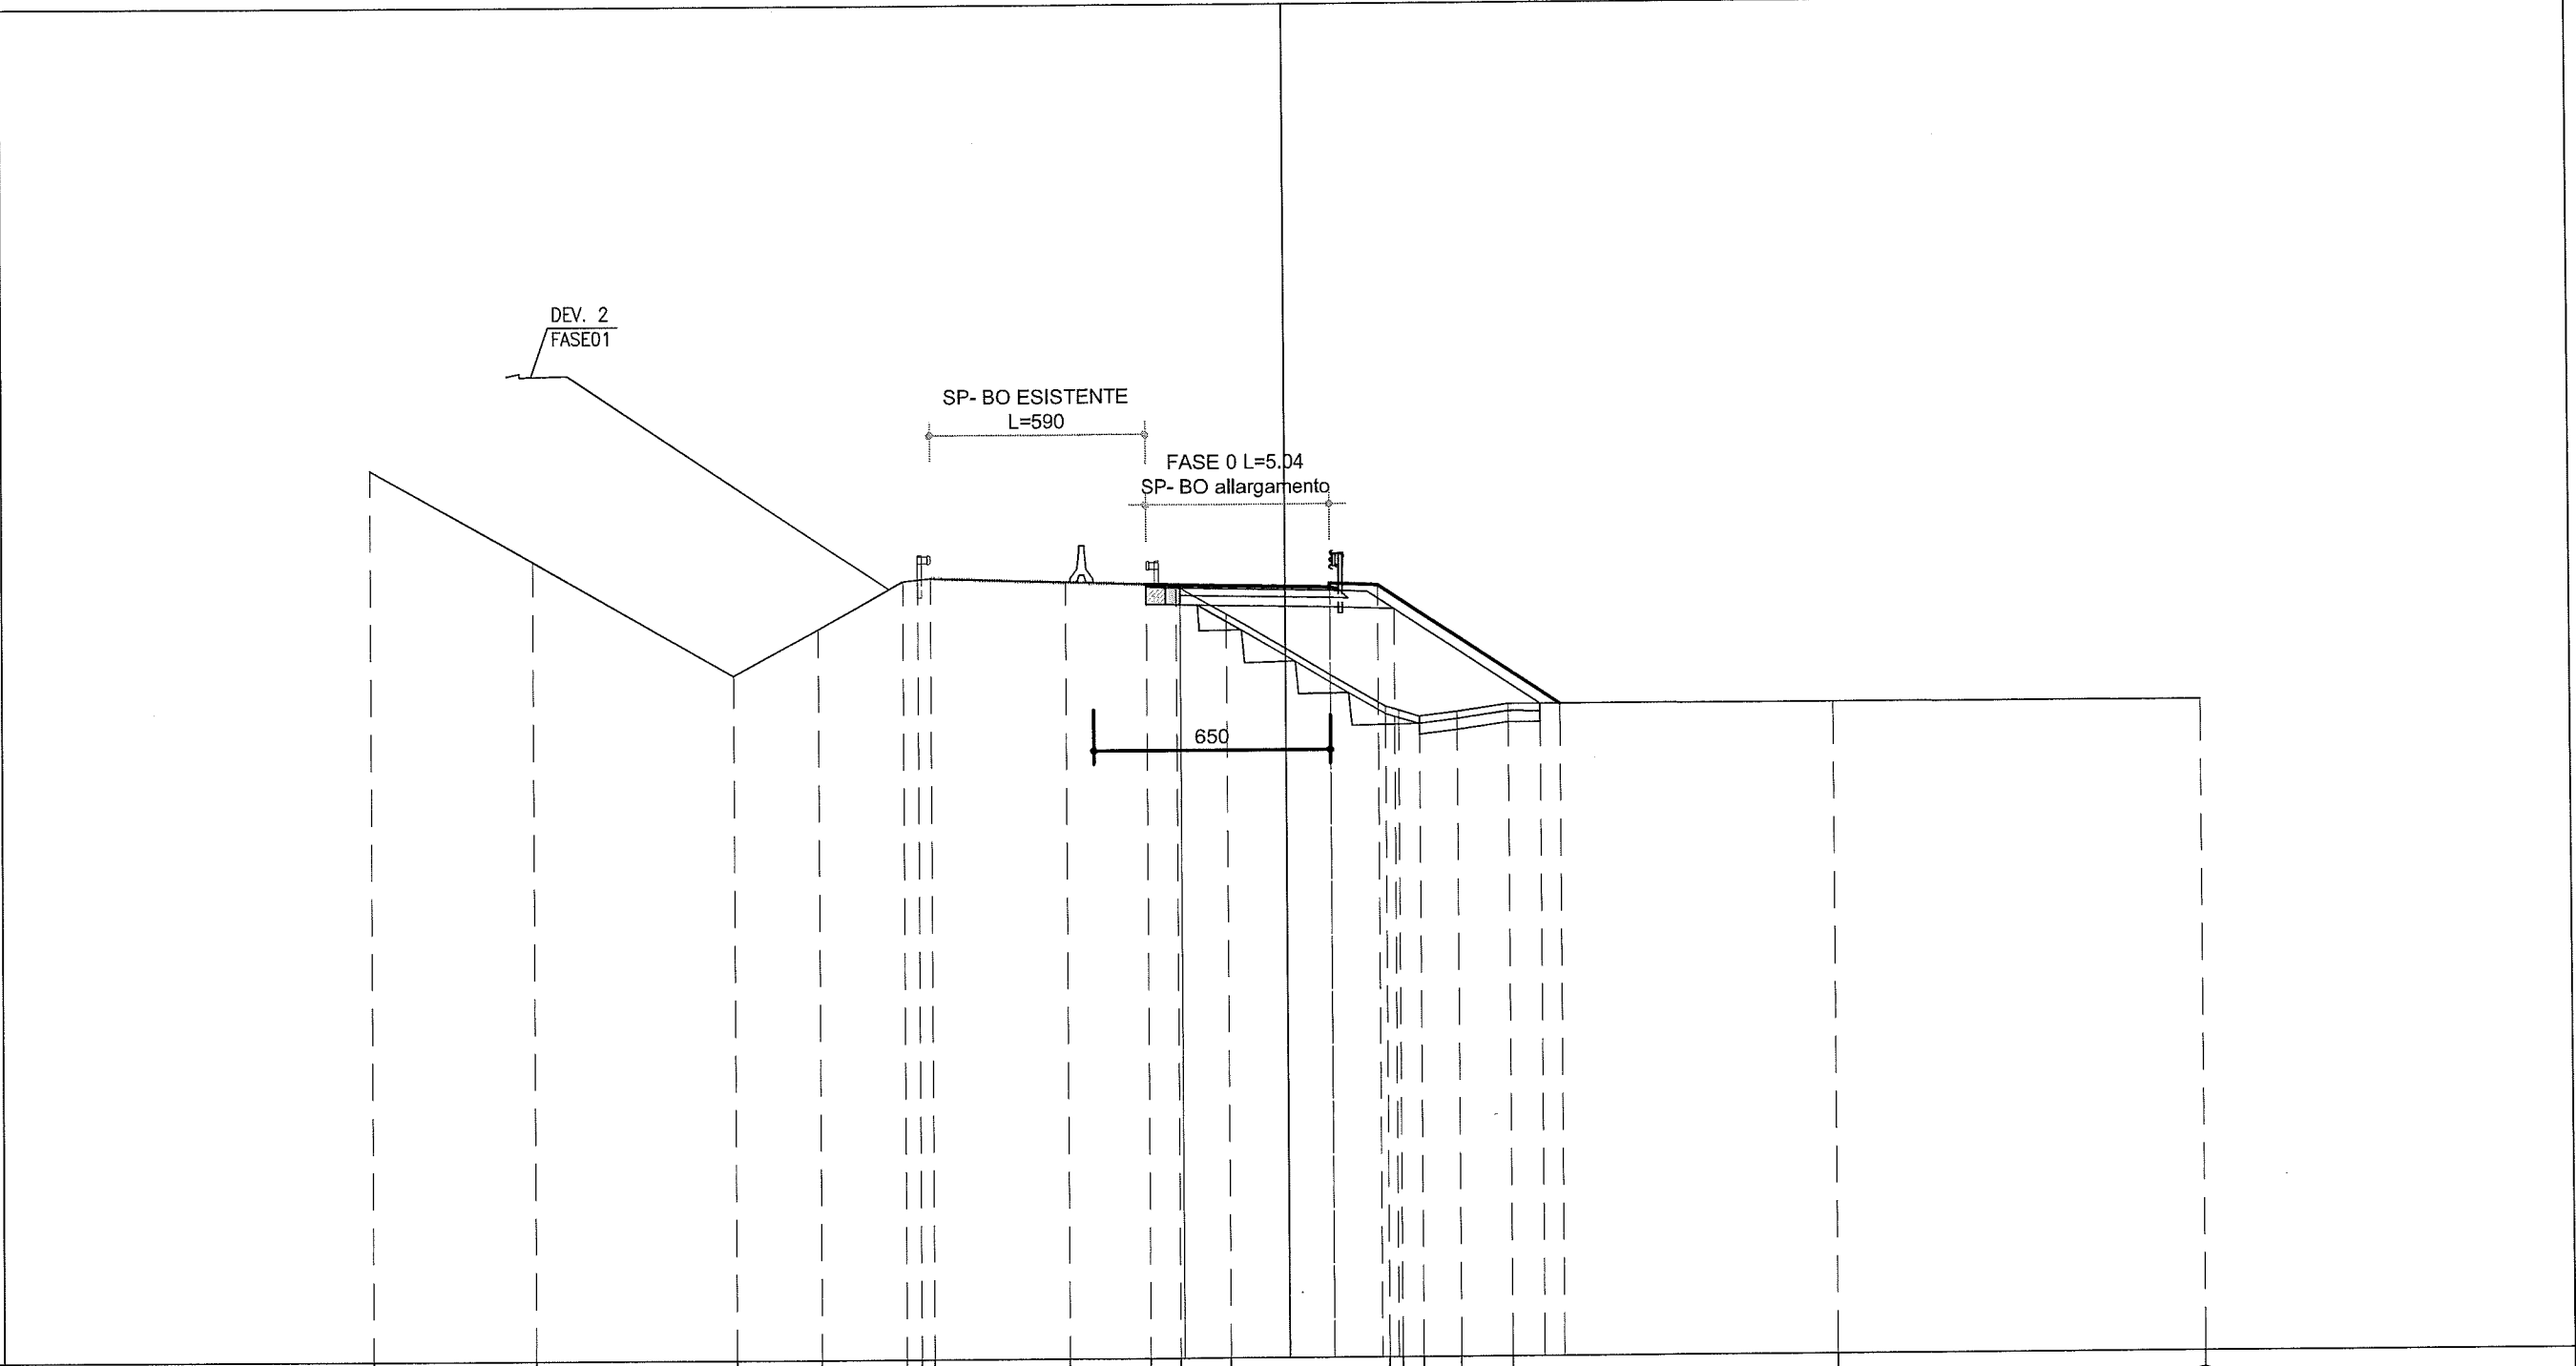 DEV. 2
FASE01
SP- BO ESISTENTE
L=590
FASE 0 L=5.04
SP- BO allargamento
650